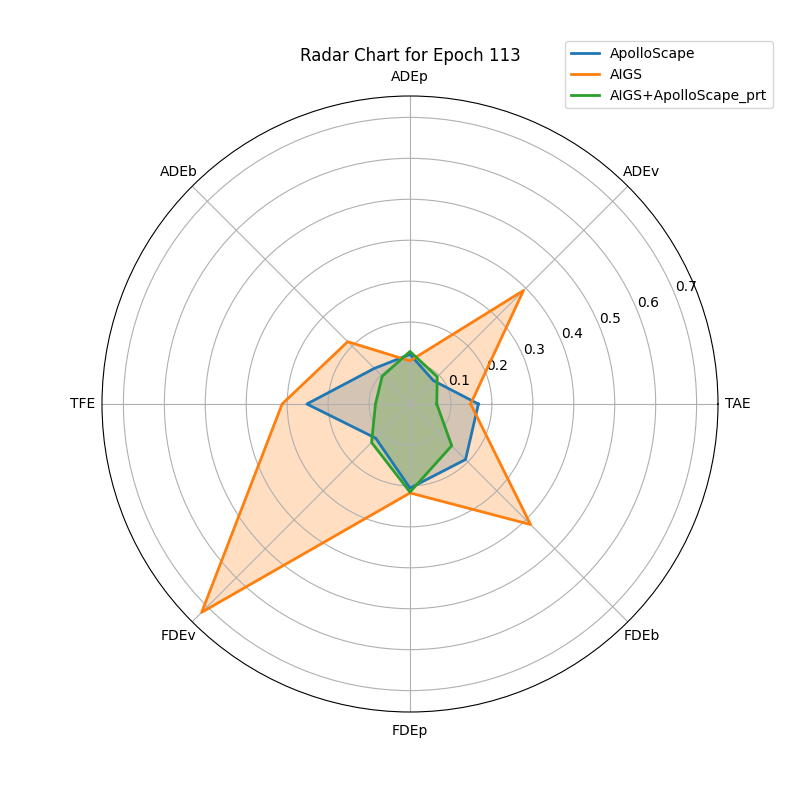 Radar Chart for Epoch 113
ApolloScape
AIGS
AIGS+ApolloScape_prt
ADEp
ADEb
ADEv
0.7
0.6
0.5
0.4
0.3
0.2
0.1
TFE
TAE
FDEv
FDEb
FDEp